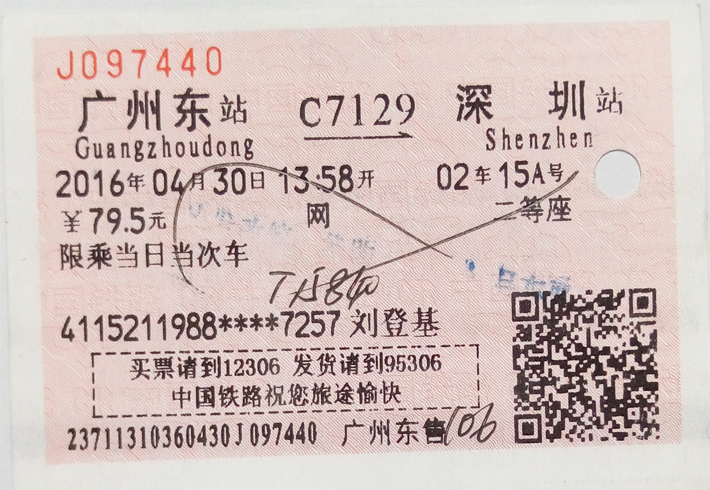 J097440
广州东站 C7129 深圳站
Guangzhoudong Shenzhen
2016年04月30日 13:58开 02车15A号
￥79.5元 网 二等座
限乘当日当次车
4115211988****7257 刘登基
买票请到12306 发货请到95306
中国铁路祝您旅途愉快
23711310360430J097440 广州东售 106